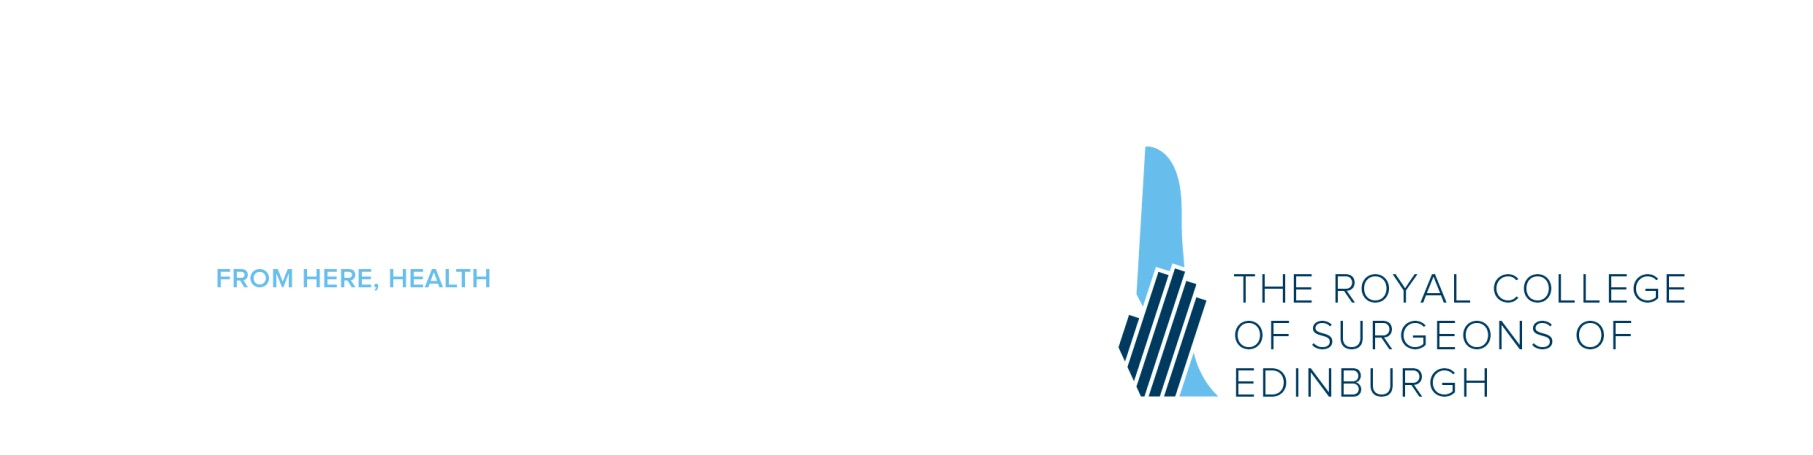 FROM HERE, HEALTH
THE ROYAL COLLEGE
OF SURGEONS OF
EDINBURGH